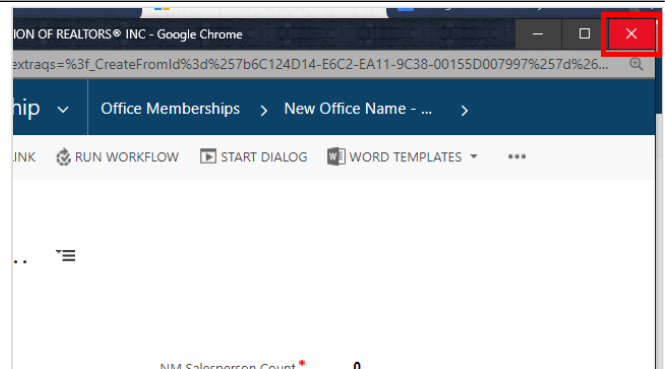 ION OF REALTORS® INC - Google Chrome
extraqs=%3f_CreateFromId%3d%257b6C124D14-E6C2-EA11-9C38-00155D007997%257d%26...
hip Office Memberships > New Office Name - ... >
INK RUN WORKFLOW START DIALOG WORD TEMPLATES ...
..
NM Salesperson Count * 0